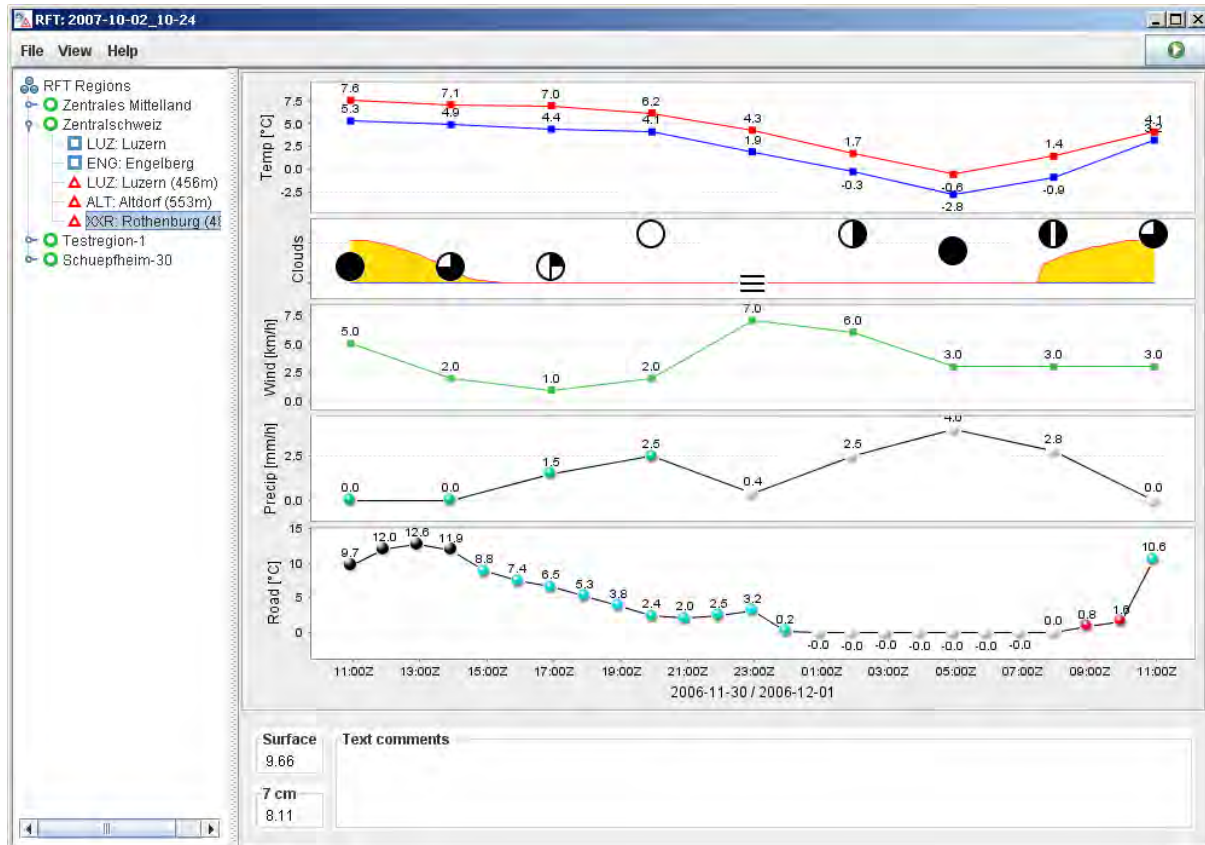 RFT: 2007-10-02_10-24
File View Help
RFT Regions
Zentrales Mittelland
Zentralschweiz
LUZ: Luzern
ENG: Engelberg
LUZ: Luzern (456m)
ALT: Altdorf (553m)
XXR: Rothenburg
Testregion-1
Schuepfheim-30
Temp [°C]
7.5
5.0
2.5
0.0
-2.5
7.6 7.1 7.0 6.2 4.3 1.7 -0.6 1.4 4.1
5.3 4.9 4.4 4.1 1.9 -0.3 -2.8 -0.9 3.2
Clouds
Wind [km/h]
7.5
5.0
2.5
0.0
5.0 2.0 1.0 2.0 7.0 6.0 3.0 3.0 3.0
Precip [mm/h]
2.5
0.0
0.0 0.0 1.5 2.5 0.4 2.5 4.0 2.8 0.0
Road [°C]
15
10
5
0
9.7 12.0 12.6 11.9 8.8 7.4 6.5 5.3 3.8 2.4 2.0 2.5 3.2 0.2 -0.0 -0.0 -0.0 -0.0 -0.0 -0.0 -0.0 0.0 0.8 1.6 10.6
11:00Z 13:00Z 15:00Z 17:00Z 19:00Z 21:00Z 23:00Z 01:00Z 03:00Z 05:00Z 07:00Z 09:00Z 11:00Z
2006-11-30 / 2006-12-01
Surface
9.66
7 cm
8.11
Text comments